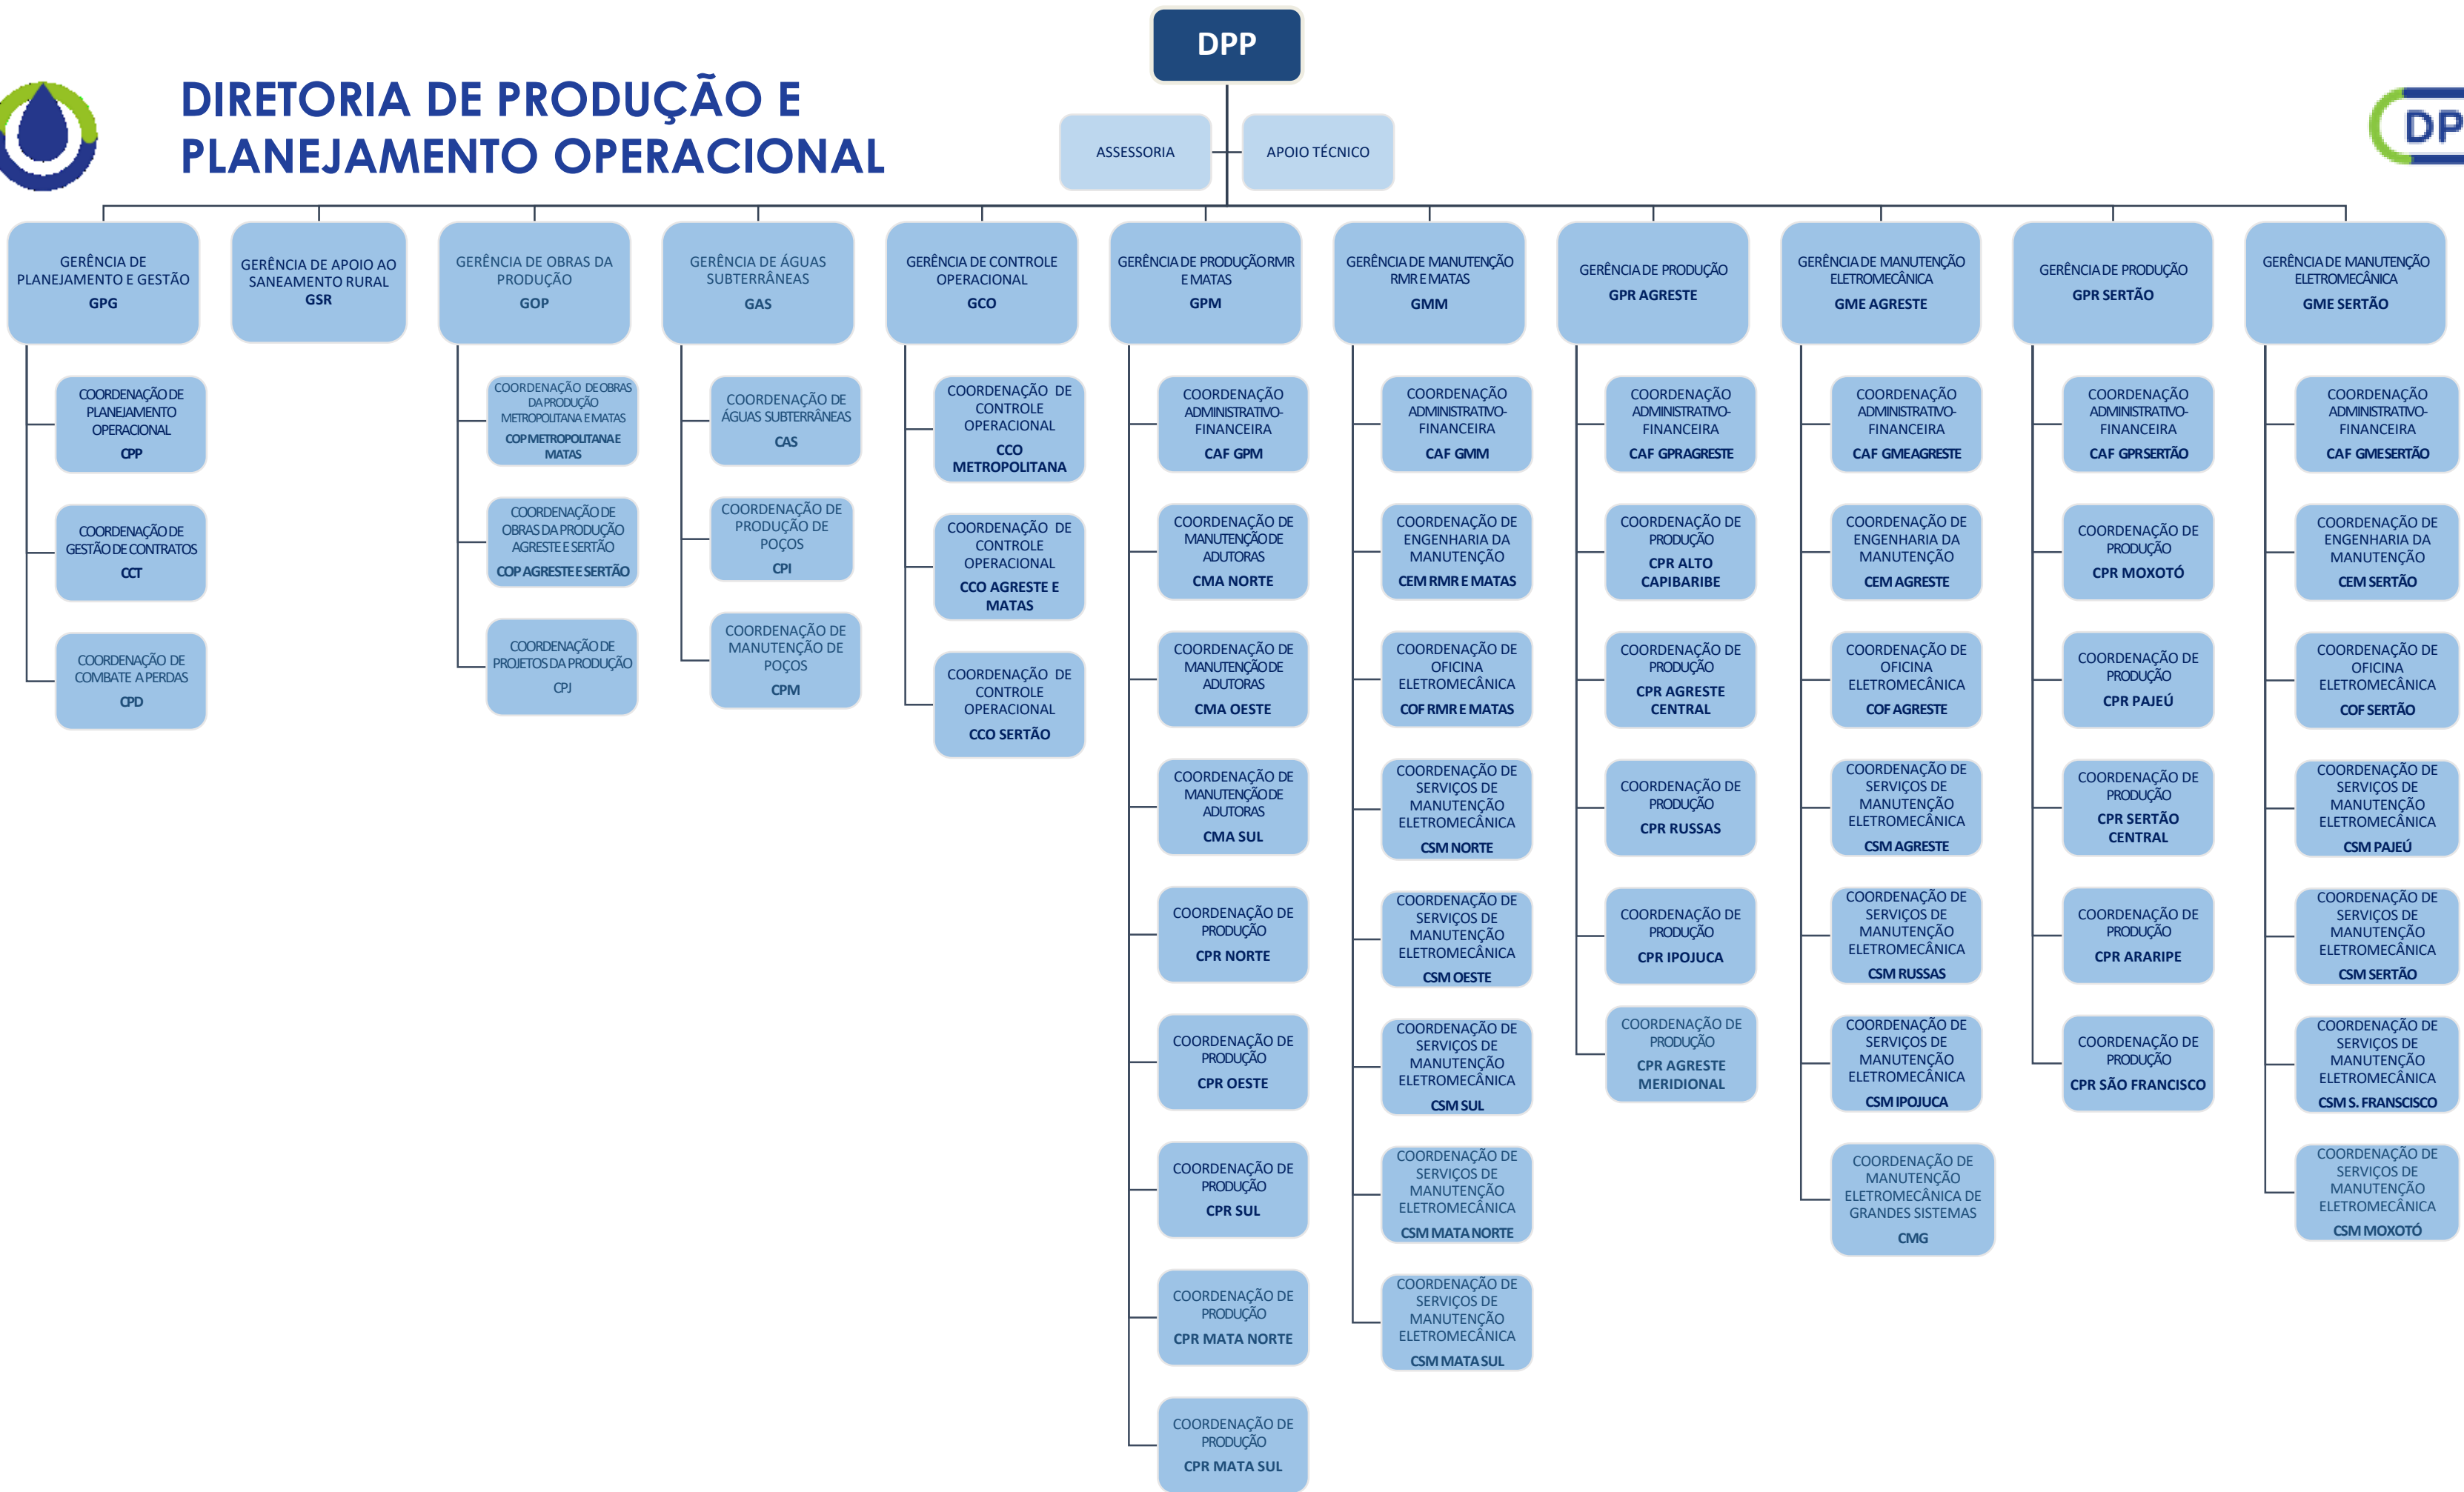 DPP
DIRETORIA DE PRODUÇÃO E
PLANEJAMENTO OPERACIONAL
DP
ASSESSORIA
APOIO TÉCNICO
GERÊNCIA DE
PLANEJAMENTO E GESTÃO
GPG
GERÊNCIA DE APOIO AO
SANEAMENTO RURAL
GSR
GERÊNCIA DE OBRAS DA
PRODUÇÃO
GOP
GERÊNCIA DE ÁGUAS
SUBTERRÂNEAS
GAS
GERÊNCIA DE CONTROLE
OPERACIONAL
GCO
GERÊNCIA DE PRODUÇÃO RMR
E MATAS
GPM
GERÊNCIA DE MANUTENÇÃO
RMR E MATAS
GMM
GERÊNCIA DE PRODUÇÃO
GPR AGRESTE
GERÊNCIA DE MANUTENÇÃO
ELETROMECÂNICA
GME AGRESTE
GERÊNCIA DE PRODUÇÃO
GPR SERTÃO
GERÊNCIA DE MANUTENÇÃO
ELETROMECÂNICA
GME SERTÃO
COORDENAÇÃO DE
PLANEJAMENTO
OPERACIONAL
CPP
COORDENAÇÃO DE
GESTÃO DE CONTRATOS
CCT
COORDENAÇÃO DE
COMBATE A PERDAS
CPD
COORDENAÇÃO DE OBRAS
DA PRODUÇÃO
METROPOLITANA E MATAS
COP METROPOLITANA E
MATAS
COORDENAÇÃO DE
OBRAS DA PRODUÇÃO
AGRESTE E SERTÃO
COP AGRESTE E SERTÃO
COORDENAÇÃO DE
PROJETOS DA PRODUÇÃO
CPJ
COORDENAÇÃO DE
ÁGUAS SUBTERRÂNEAS
CAS
COORDENAÇÃO DE
PRODUÇÃO DE
POÇOS
CPI
COORDENAÇÃO DE
MANUTENÇÃO DE
POÇOS
CPM
COORDENAÇÃO DE
CONTROLE
OPERACIONAL
CCO
METROPOLITANA
COORDENAÇÃO DE
CONTROLE
OPERACIONAL
CCO AGRESTE E
MATAS
COORDENAÇÃO DE
CONTROLE
OPERACIONAL
CCO SERTÃO
COORDENAÇÃO
ADMINISTRATIVO-
FINANCEIRA
CAF GPM
COORDENAÇÃO DE
MANUTENÇÃO DE
ADUTORAS
CMA NORTE
COORDENAÇÃO DE
MANUTENÇÃO DE
ADUTORAS
CMA OESTE
COORDENAÇÃO DE
MANUTENÇÃO DE
ADUTORAS
CMA SUL
COORDENAÇÃO DE
PRODUÇÃO
CPR NORTE
COORDENAÇÃO DE
PRODUÇÃO
CPR OESTE
COORDENAÇÃO DE
PRODUÇÃO
CPR SUL
COORDENAÇÃO DE
PRODUÇÃO
CPR MATA NORTE
COORDENAÇÃO DE
PRODUÇÃO
CPR MATA SUL
COORDENAÇÃO
ADMINISTRATIVO-
FINANCEIRA
CAF GMM
COORDENAÇÃO DE
ENGENHARIA DA
MANUTENÇÃO
CEM RMR E MATAS
COORDENAÇÃO DE
OFICINA
ELETROMECÂNICA
COF RMR E MATAS
COORDENAÇÃO DE
SERVIÇOS DE
MANUTENÇÃO
ELETROMECÂNICA
CSM NORTE
COORDENAÇÃO DE
SERVIÇOS DE
MANUTENÇÃO
ELETROMECÂNICA
CSM OESTE
COORDENAÇÃO DE
SERVIÇOS DE
MANUTENÇÃO
ELETROMECÂNICA
CSM SUL
COORDENAÇÃO DE
SERVIÇOS DE
MANUTENÇÃO
ELETROMECÂNICA
CSM MATA NORTE
COORDENAÇÃO DE
SERVIÇOS DE
MANUTENÇÃO
ELETROMECÂNICA
CSM MATA SUL
COORDENAÇÃO
ADMINISTRATIVO-
FINANCEIRA
CAF GPR AGRESTE
COORDENAÇÃO DE
PRODUÇÃO
CPR ALTO
CAPIBARIBE
COORDENAÇÃO DE
PRODUÇÃO
CPR AGRESTE
CENTRAL
COORDENAÇÃO DE
PRODUÇÃO
CPR RUSSAS
COORDENAÇÃO DE
PRODUÇÃO
CPR IPOJUCA
COORDENAÇÃO DE
PRODUÇÃO
CPR AGRESTE
MERIDIONAL
COORDENAÇÃO
ADMINISTRATIVO-
FINANCEIRA
CAF GME AGRESTE
COORDENAÇÃO DE
ENGENHARIA DA
MANUTENÇÃO
CEM AGRESTE
COORDENAÇÃO DE
OFICINA
ELETROMECÂNICA
COF AGRESTE
COORDENAÇÃO DE
SERVIÇOS DE
MANUTENÇÃO
ELETROMECÂNICA
CSM AGRESTE
COORDENAÇÃO DE
SERVIÇOS DE
MANUTENÇÃO
ELETROMECÂNICA
CSM RUSSAS
COORDENAÇÃO DE
SERVIÇOS DE
MANUTENÇÃO
ELETROMECÂNICA
CSM IPOJUCA
COORDENAÇÃO DE
MANUTENÇÃO
ELETROMECÂNICA DE
GRANDES SISTEMAS
CMG
COORDENAÇÃO
ADMINISTRATIVO-
FINANCEIRA
CAF GPR SERTÃO
COORDENAÇÃO DE
PRODUÇÃO
CPR MOXOTÓ
COORDENAÇÃO DE
PRODUÇÃO
CPR PAJEÚ
COORDENAÇÃO DE
PRODUÇÃO
CPR SERTÃO
CENTRAL
COORDENAÇÃO DE
PRODUÇÃO
CPR ARARIPE
COORDENAÇÃO DE
PRODUÇÃO
CPR SÃO FRANCISCO
COORDENAÇÃO
ADMINISTRATIVO-
FINANCEIRA
CAF GME SERTÃO
COORDENAÇÃO DE
ENGENHARIA DA
MANUTENÇÃO
CEM SERTÃO
COORDENAÇÃO DE
OFICINA
ELETROMECÂNICA
COF SERTÃO
COORDENAÇÃO DE
SERVIÇOS DE
MANUTENÇÃO
ELETROMECÂNICA
CSM PAJEÚ
COORDENAÇÃO DE
SERVIÇOS DE
MANUTENÇÃO
ELETROMECÂNICA
CSM SERTÃO
COORDENAÇÃO DE
SERVIÇOS DE
MANUTENÇÃO
ELETROMECÂNICA
CSM S. FRANSCISCO
COORDENAÇÃO DE
SERVIÇOS DE
MANUTENÇÃO
ELETROMECÂNICA
CSM MOXOTÓ